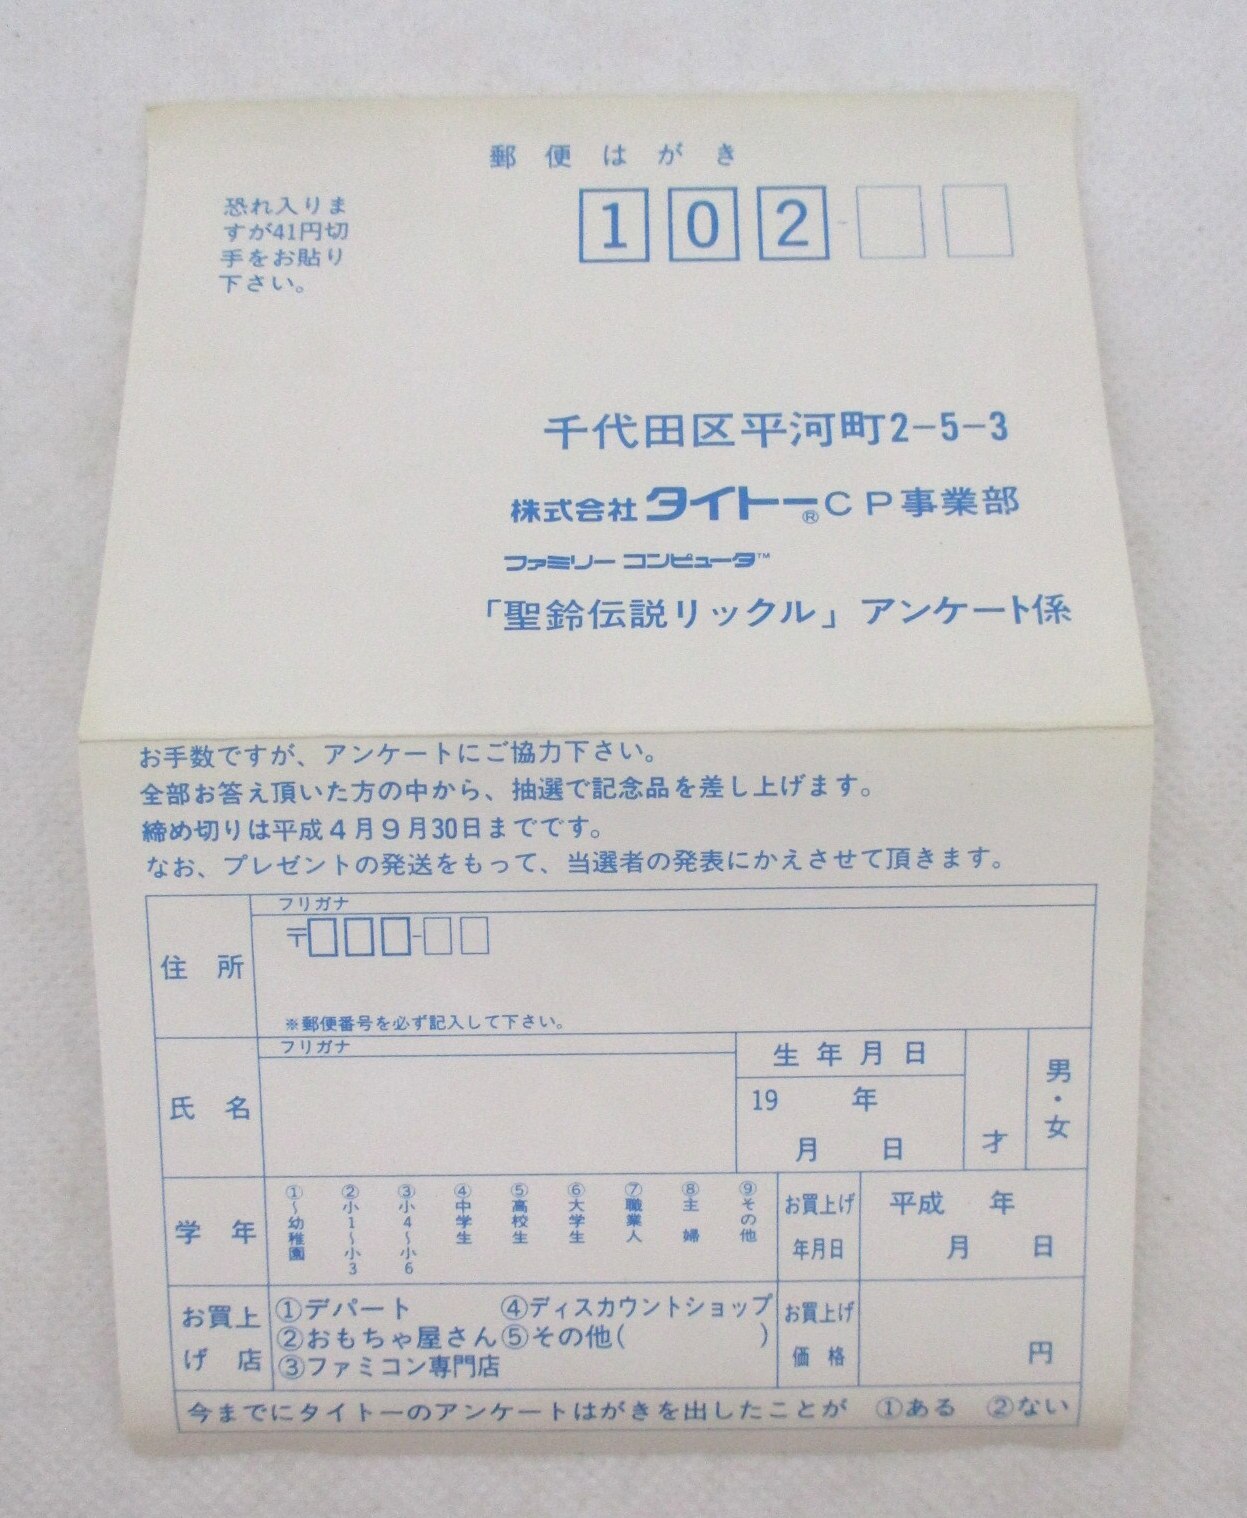 郵便はがき
恐れ入りま
すが41円切
手をお貼り
下さい。
102-
千代田区平河町2-5-3
株式会社タイトー®CP事業部
ファミリーコンピュータ™
「聖鈴伝説リックル」アンケート係
お手数ですが、アンケートにご協力下さい。
全部お答え頂いた方の中から、抽選で記念品を差し上げます。
締め切りは平成4月9月30日までです。
なお、プレゼントの発送をもって、当選者の発表にかえさせて頂きます。
住所
フリガナ
〒□□□-□□
※郵便番号を必ず記入して下さい。
氏名
フリガナ
生年月日
19 年
月 日
才
男・女
学年
①〜幼稚園
②小1〜小3
③小4〜小6
④中学生
⑤高校生
⑥大学生
⑦職業人
⑧主婦
⑨その他
お買上げ
年月日
平成 年
月 日
お買上
げ店
①デパート ④ディスカウントショップ
②おもちゃ屋さん⑤その他( )
③ファミコン専門店
お買上げ
価格
円
今までにタイトーのアンケートはがきを出したことが ①ある ②ない